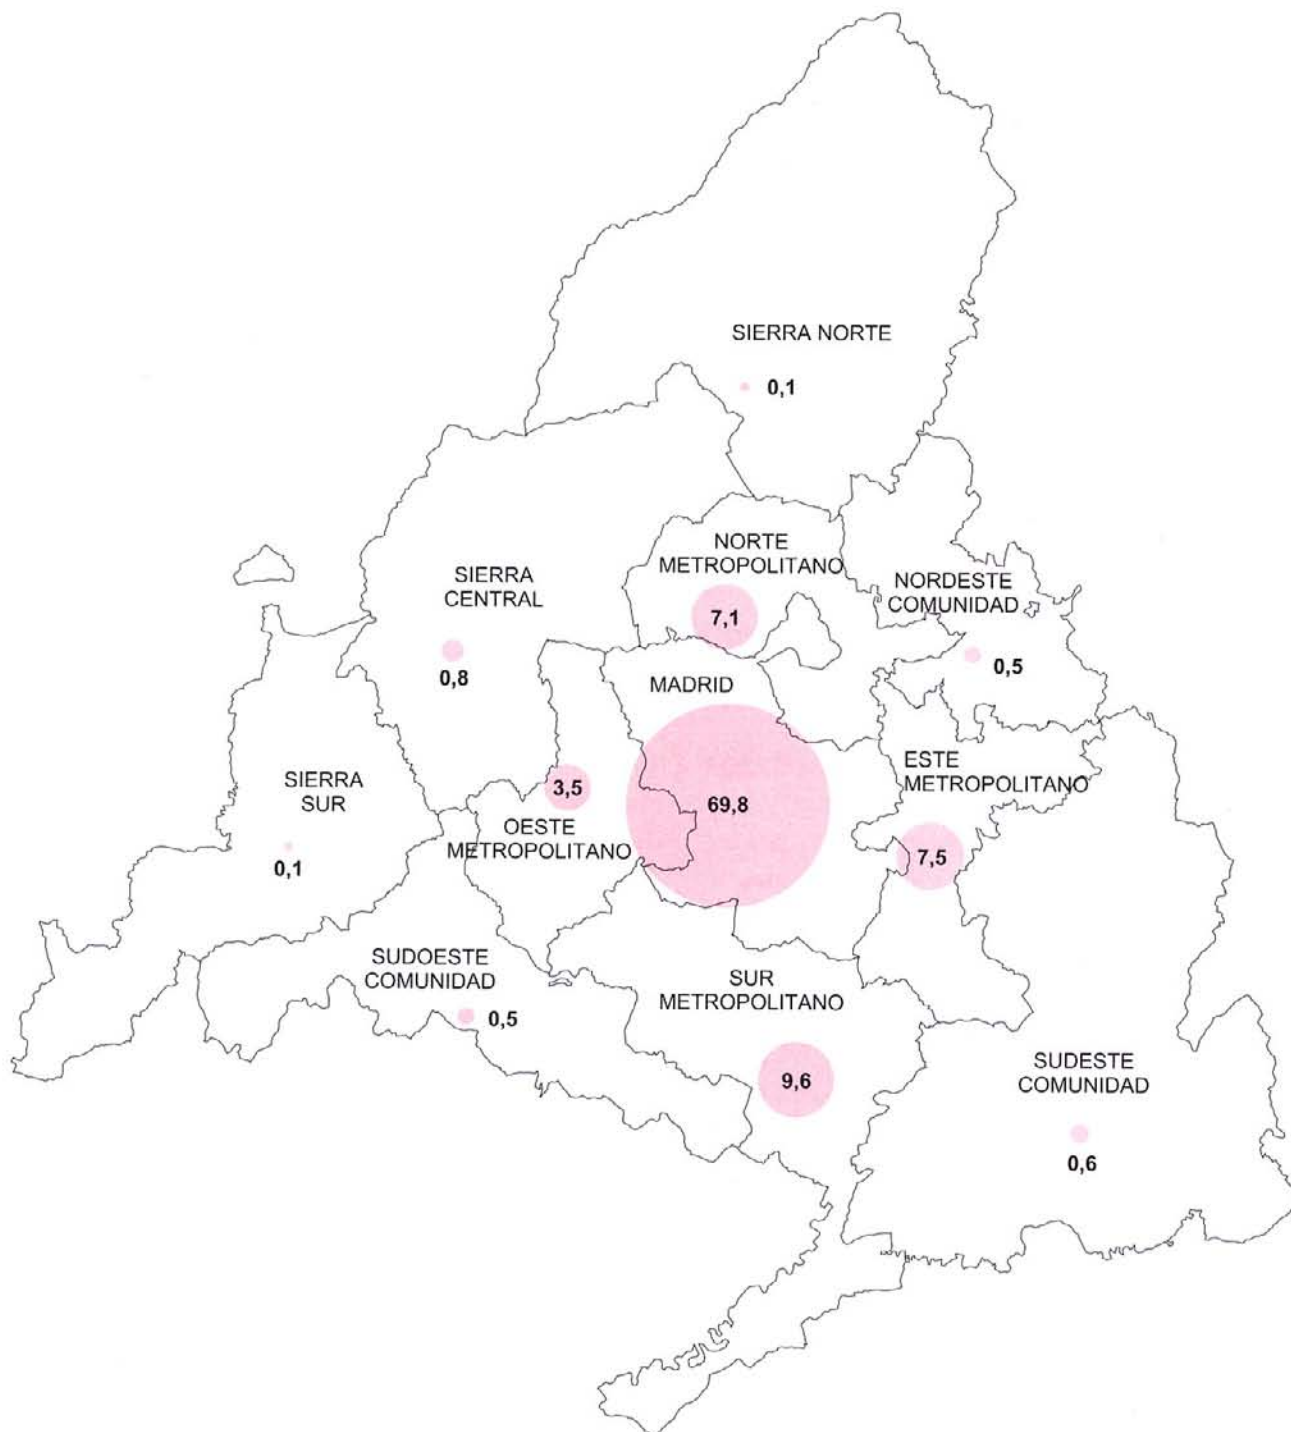 SIERRA NORTE
0,1
NORTE
METROPOLITANO
7,1
SIERRA
CENTRAL
0,8
NORDESTE
COMUNIDAD
0,5
MADRID
69,8
ESTE
METROPOLITANO
7,5
SIERRA
SUR
0,1
3,5
OESTE
METROPOLITANO
SUDOESTE
COMUNIDAD
0,5
SUR
METROPOLITANO
9,6
SUDESTE
COMUNIDAD
0,6